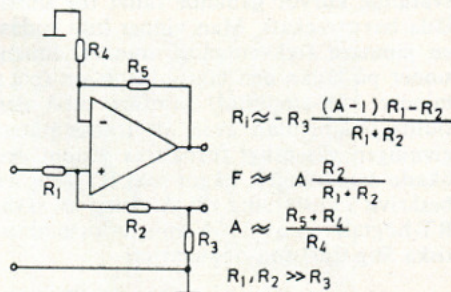 R4
R5
−
+
R1
R2
R3
Ri ≈ -R3 (A-1) R1-R2 / R1+R2
F ≈ A R2 / R1+R2
A ≈ R5+R4 / R4
R1,R2 >> R3